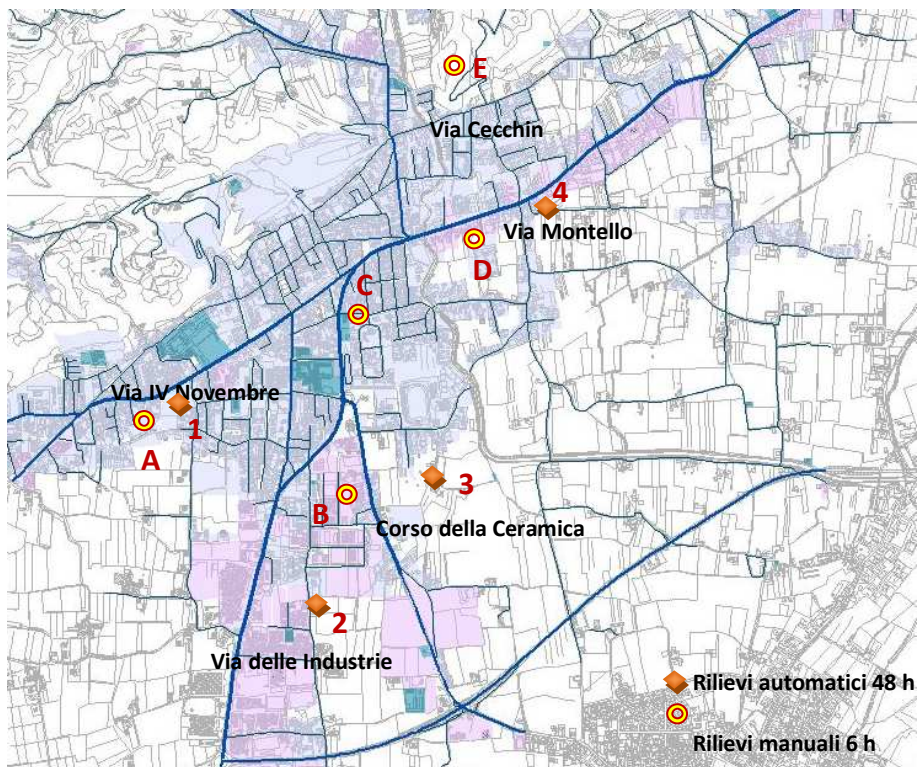 E
Via Cecchin
4
Via Montello
D
C
Via IV Novembre
1
A
3
B
Corso della Ceramica
2
Via delle Industrie
Rilievi automatici 48 h
Rilievi manuali 6 h